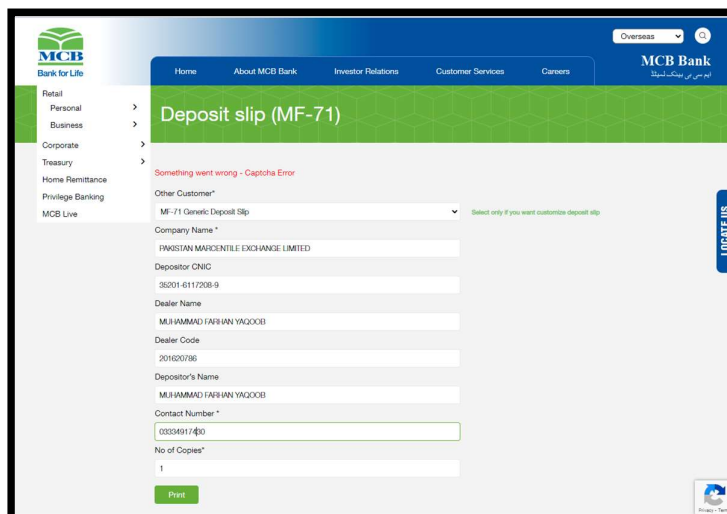 Overseas
MCB
Bank for Life
Home About MCB Bank Investor Relations Customer Services Careers
MCB Bank
ایم سی بی بینک لمیٹڈ
Retail
Personal
Business
Corporate
Treasury
Home Remittance
Privilege Banking
MCB Live
Deposit slip (MF-71)
Something went wrong - Captcha Error
Other Customer*
MF-71 Generic Deposit Slip
Select only if you want customize deposit slip
Company Name *
PAKISTAN MARCENTILE EXCHANGE LIMITED
Depositor CNIC
35201-6117208-9
Dealer Name
MUHAMMAD FARHAN YAQOOB
Dealer Code
201620786
Depositor's Name
MUHAMMAD FARHAN YAQOOB
Contact Number *
03334917430
No of Copies*
1
Print
LOCATE US
Privacy - Term